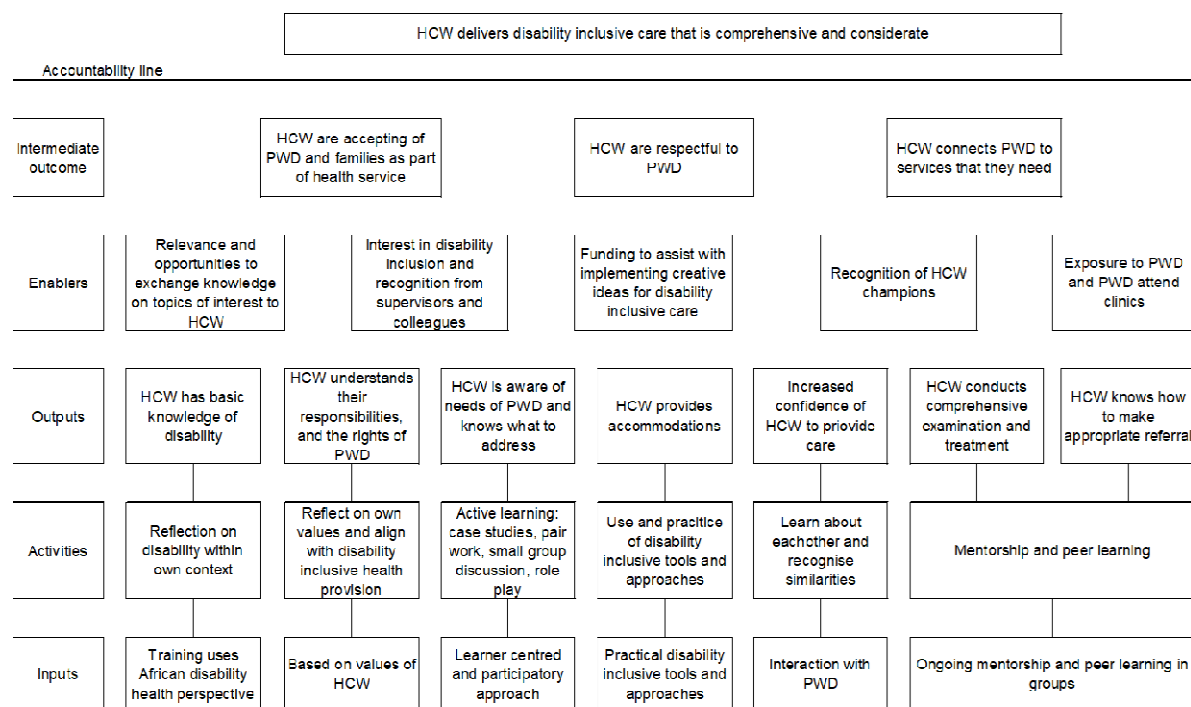 HCW delivers disability inclusive care that is comprehensive and considerate
Accountability line
Intermediate
outcome
HCW are accepting of
PWD and families as part
of health service
HCW are respectful to
PWD
HCW connects PWD to
services that they need
Enablers
Relevance and
opportunities to
exchange knowledge
on topics of interest to
HCW
Interest in disability
inclusion and
recognition from
supervisors and
colleagues
Funding to assist with
implementing creative
ideas for disability
inclusive care
Recognition of HCW
champions
Exposure to PWD
and PWD attend
clinics
Outputs
HCW has basic
knowledge of
disability
HCW understands
their
responsibilities,
and the rights of
PWD
HCW is aware of
needs of PWD and
knows what to
address
HCW provides
accommodations
Increased
confidence of
HCW to priovide
care
HCW conducts
comprehensive
examination and
treatment
HCW knows how
to make
appropriate referral
Activities
Reflection on
disability within
own context
Reflect on own
values and align
with disability
inclusive health
provision
Active learning:
case studies, pair
work, small group
discussion, role
play
Use and pracitice
of disability
inclusive tools and
approaches
Learn about
eachother and
recognise
similarities
Mentorship and peer learning
Inputs
Training uses
African disability
health perspective
Based on values of
HCW
Learner centred
and participatory
approach
Practical disability
inclusive tools and
approaches
Interaction with
PWD
Ongoing mentorship and peer learning in
groups